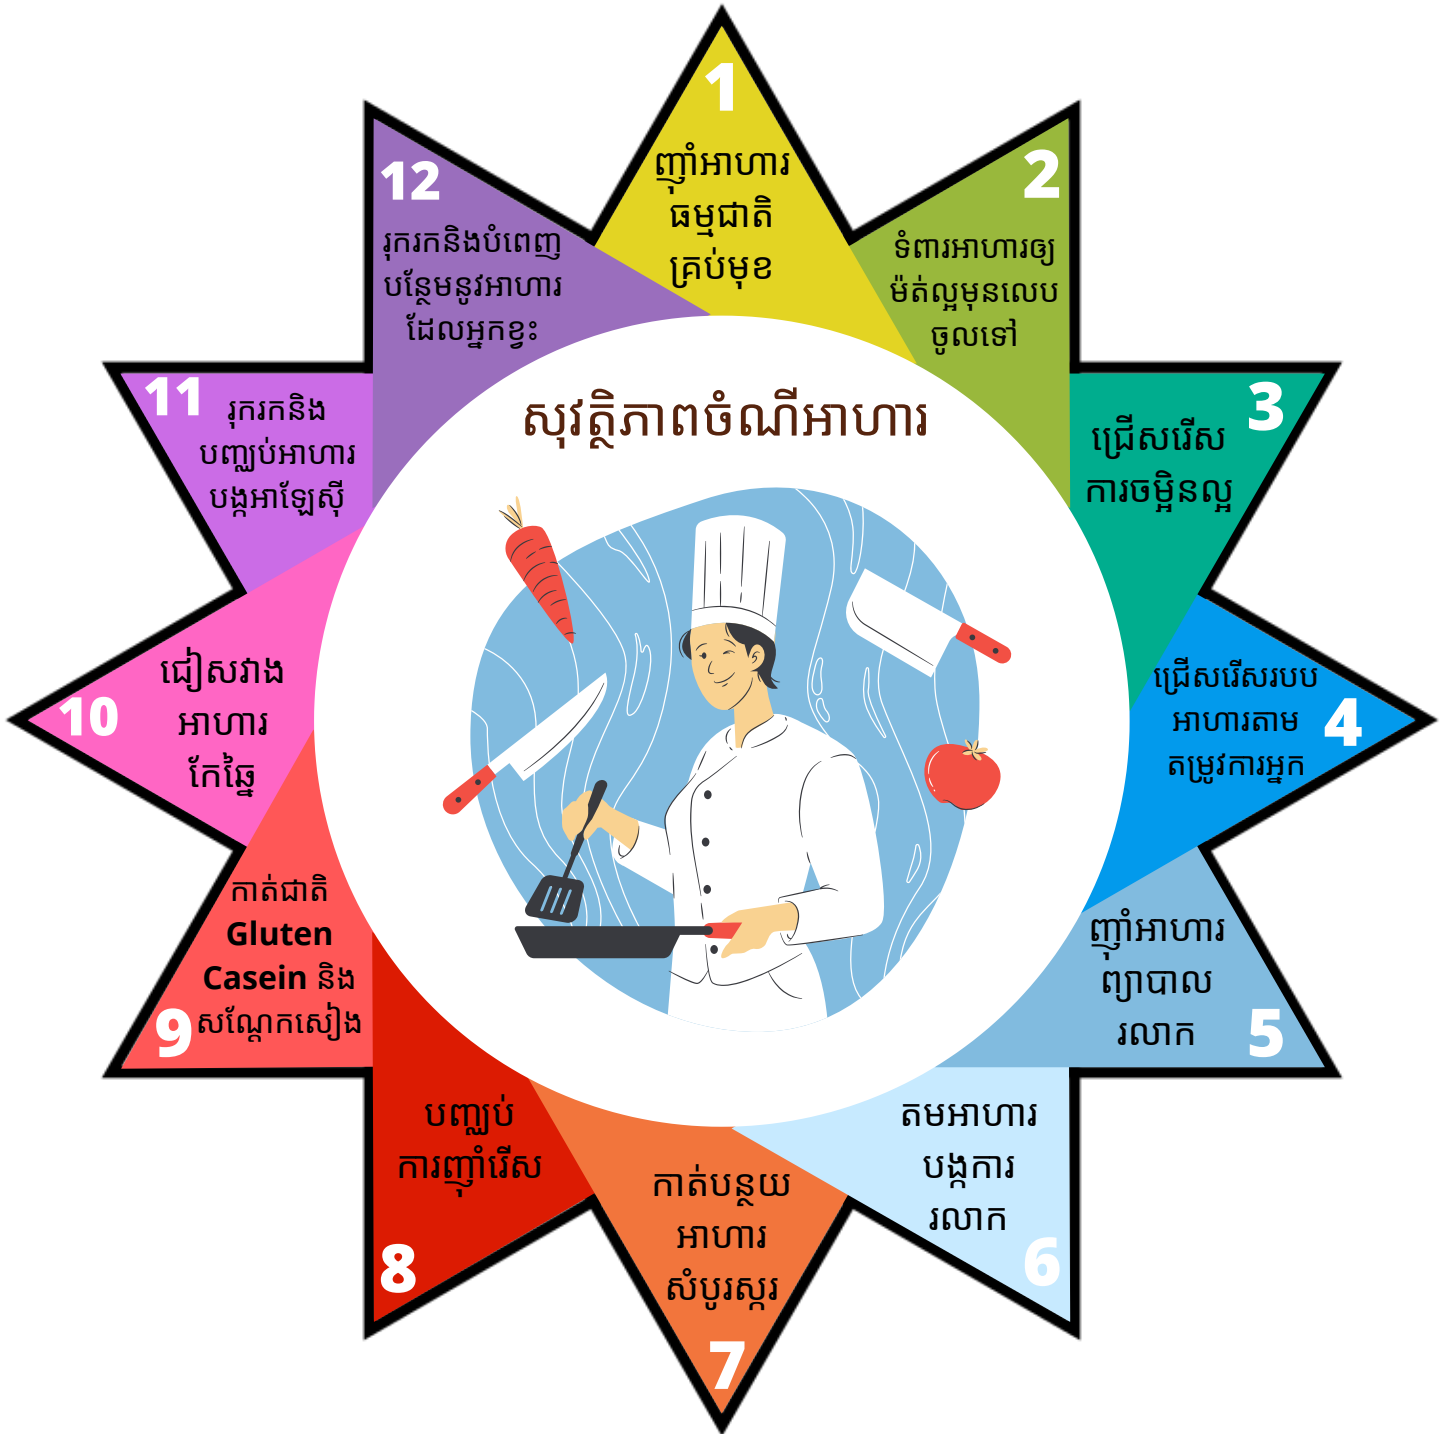 សុវត្ថិភាពចំណីអាហារ
1
ញ៉ាំអាហារ
ធម្មជាតិ
គ្រប់មុខ
2
ទំពារអាហារឲ្យ
ម៉ត់ល្អមុនលេប
ចូលទៅ
3
ជ្រើសរើស
ការចម្អិនល្អ
ជ្រើសរើសរបប
អាហារតាម
4
តម្រូវការអ្នក
ញ៉ាំអាហារ
ព្យាបាល
រលាក
5
តមអាហារ
បង្កការ
រលាក
6
កាត់បន្ថយ
អាហារ
សំបូរស្ករ
7
បញ្ឈប់
ការញ៉ាំរើស
8
កាត់ជាតិ
Gluten
Casein និង
សណ្តែកសៀង
9
ជៀសវាង
10
អាហារ
កែឆ្នៃ
11
រុករកនិង
បញ្ឈប់អាហារ
បង្កអាឡែស៊ី
12
រុករកនិងបំពេញ
បន្ថែមនូវអាហារ
ដែលអ្នកខ្វះ